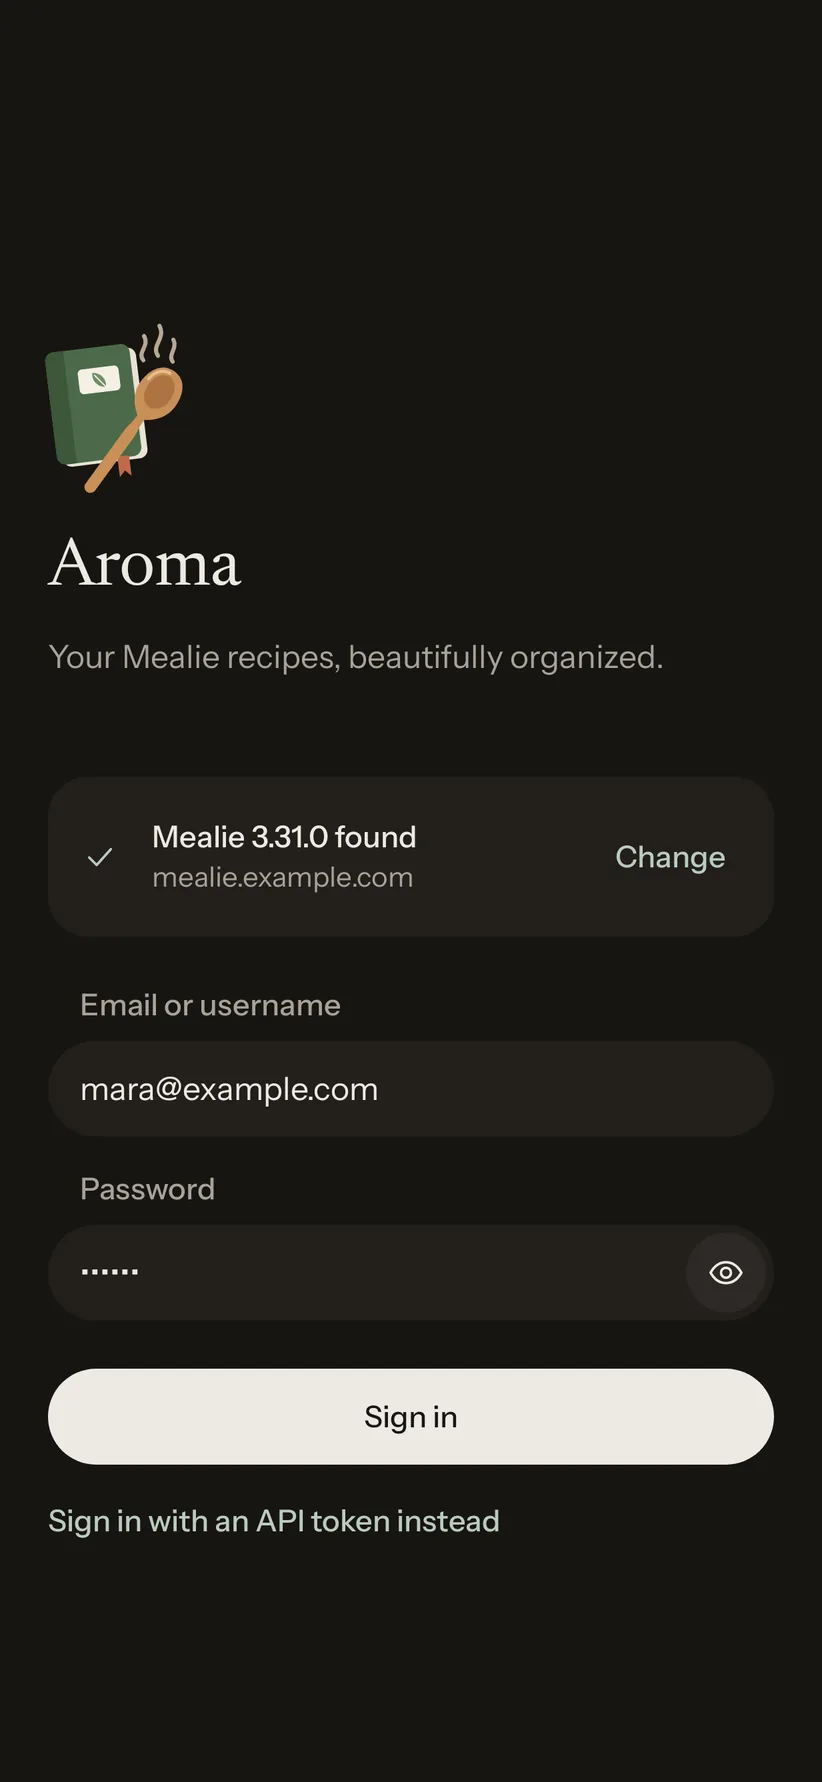 Aroma
Your Mealie recipes, beautifully organized.
Mealie 3.31.0 found
mealie.example.com
Change
Email or username
mara@example.com
Password
••••••
Sign in
Sign in with an API token instead